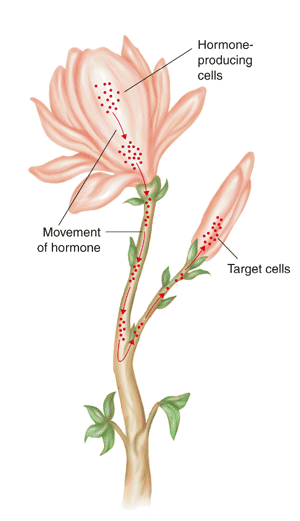 Hormone-
producing
cells
Movement
of hormone
Target cells